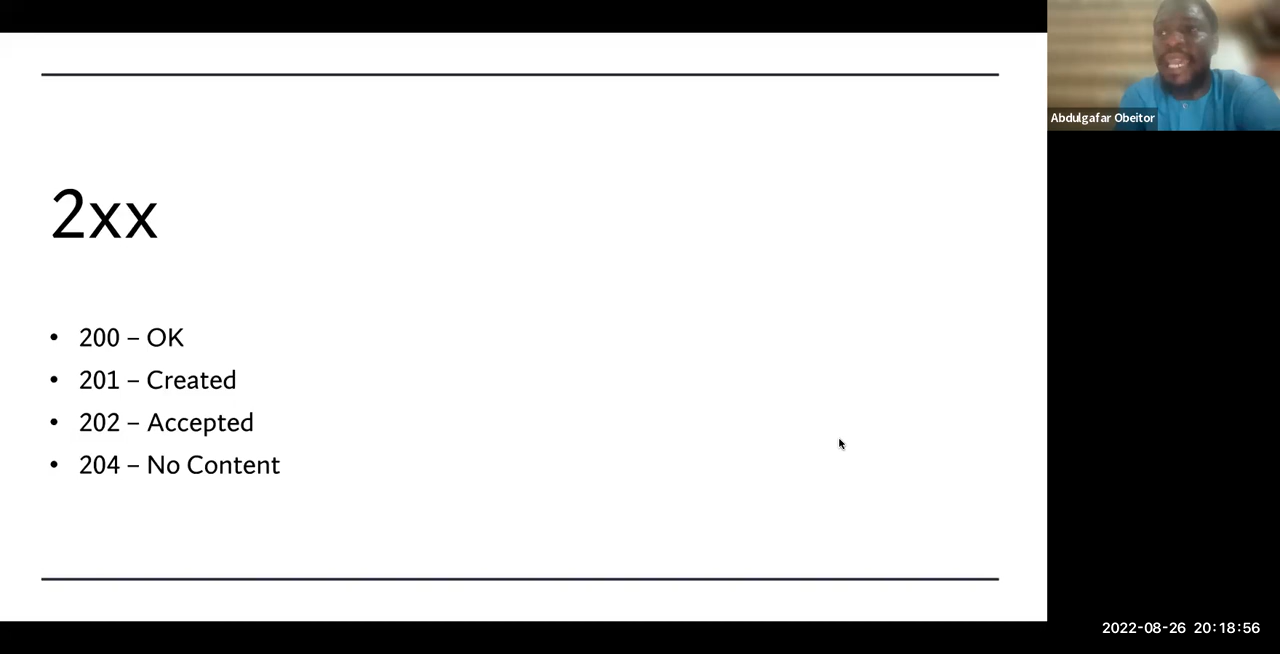 2xx
• 200 – OK
• 201 – Created
• 202 – Accepted
• 204 – No Content
Abdulgafar Obeitor
2022-08-26 20:18:56